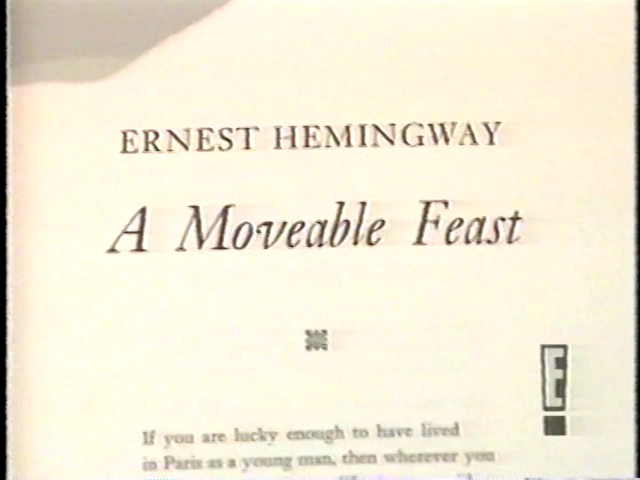 ERNEST HEMINGWAY
A Moveable Feast
If you are lucky enough to have lived
in Paris as a young man, then wherever you
E!